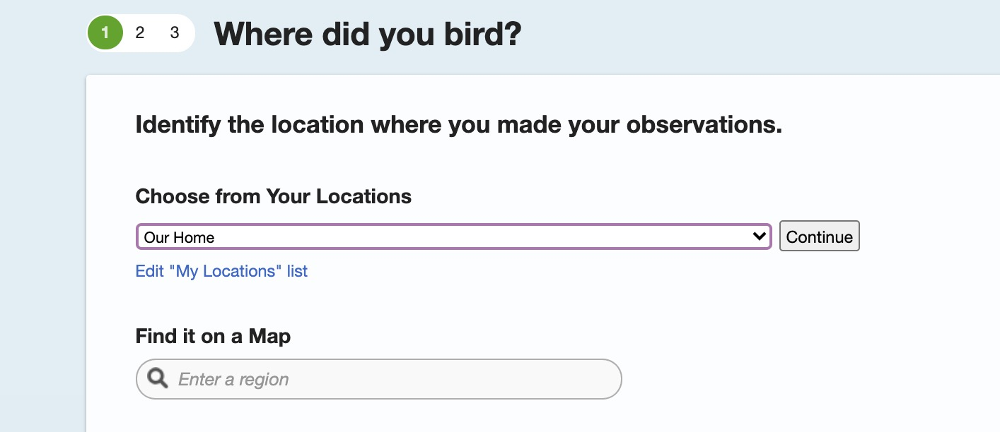 1 2 3 Where did you bird?
Identify the location where you made your observations.
Choose from Your Locations
Our Home Continue
Edit "My Locations" list
Find it on a Map
Enter a region